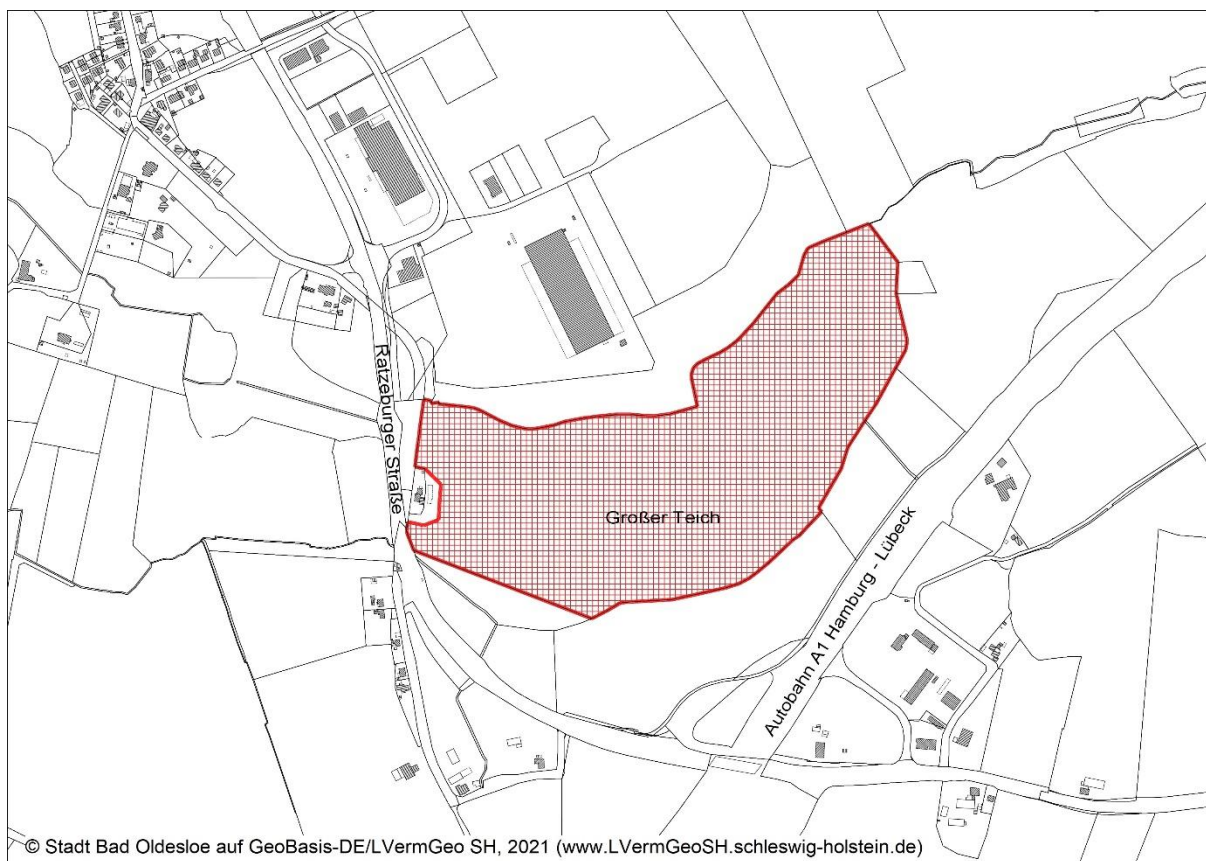 Ratzeburger Straße
Großer Teich
Autobahn A1 Hamburg - Lübeck
© Stadt Bad Oldesloe auf GeoBasis-DE/LVermGeo SH, 2021 (www.LVermGeoSH.schleswig-holstein.de)